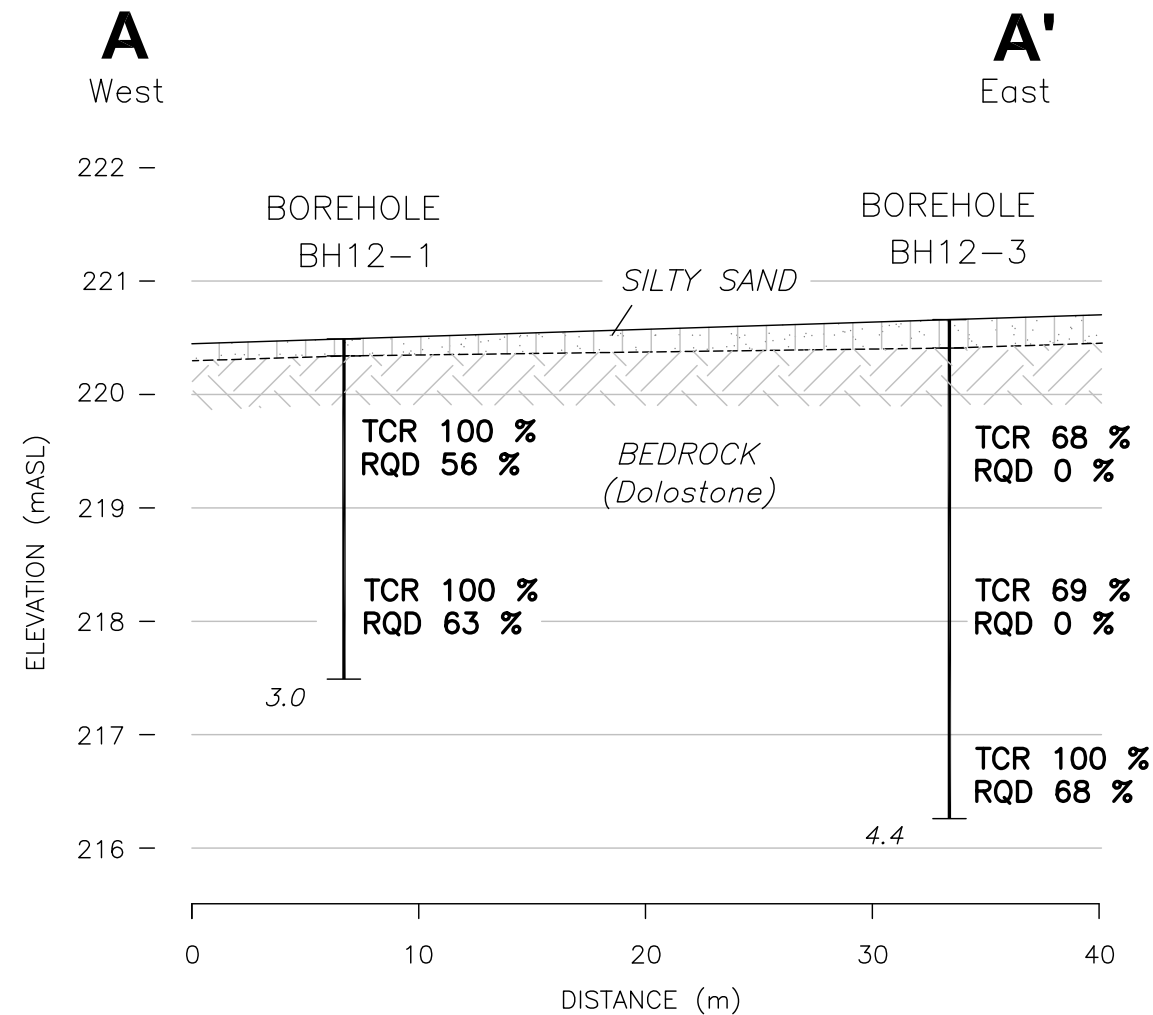 A
A'
West
East
222
BOREHOLE
BH12-1
BOREHOLE
BH12-3
221
SILTY SAND
220
TCR 100 %
RQD 56 %
BEDROCK
(Dolostone)
TCR 68 %
RQD 0 %
219
TCR 100 %
RQD 63 %
TCR 69 %
RQD 0 %
218
3.0
217
TCR 100 %
RQD 68 %
4.4
216
ELEVATION (mASL)
0 10 20 30 40
DISTANCE (m)